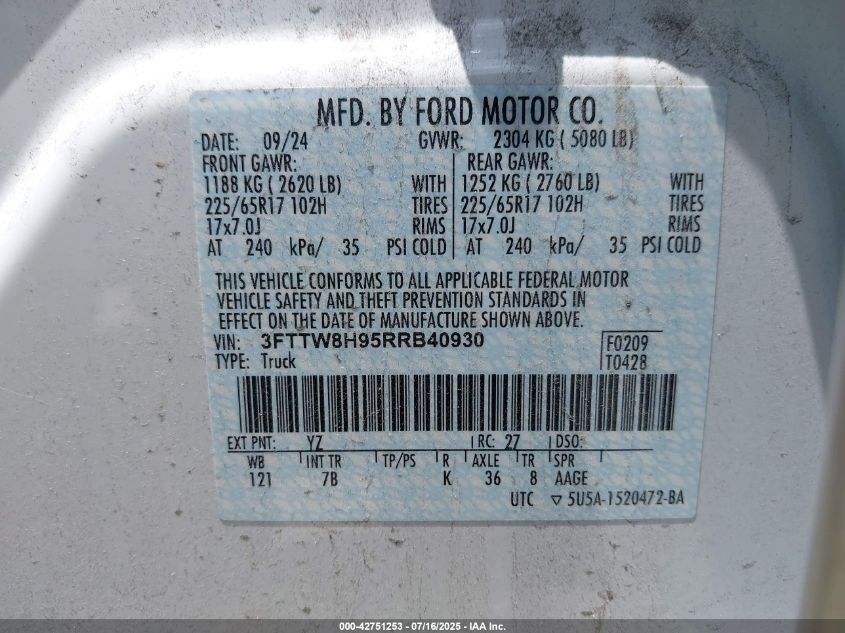 MFD. BY FORD MOTOR CO.
DATE: 09/24 GVWR: 2304 KG ( 5080 LB)
FRONT GAWR: REAR GAWR:
1188 KG ( 2620 LB) WITH 1252 KG ( 2760 LB) WITH
225/65R17 102H TIRES 225/65R17 102H TIRES
17x7.0J RIMS 17x7.0J RIMS
AT 240 kPa/ 35 PSI COLD AT 240 kPa/ 35 PSI COLD
THIS VEHICLE CONFORMS TO ALL APPLICABLE FEDERAL MOTOR
VEHICLE SAFETY AND THEFT PREVENTION STANDARDS IN
EFFECT ON THE DATE OF MANUFACTURE SHOWN ABOVE.
VIN: 3FTTW8H95RRB40930 F0209
TYPE: Truck T0428
EXT PNT: YZ RC: 27 DSO:
WB INT TR TP/PS R AXLE TR SPR
121 7B K 36 8 AAGE
UTC ▽ 5U5A-1520472-BA
000-42751253 - 07/16/2025 - IAA Inc.